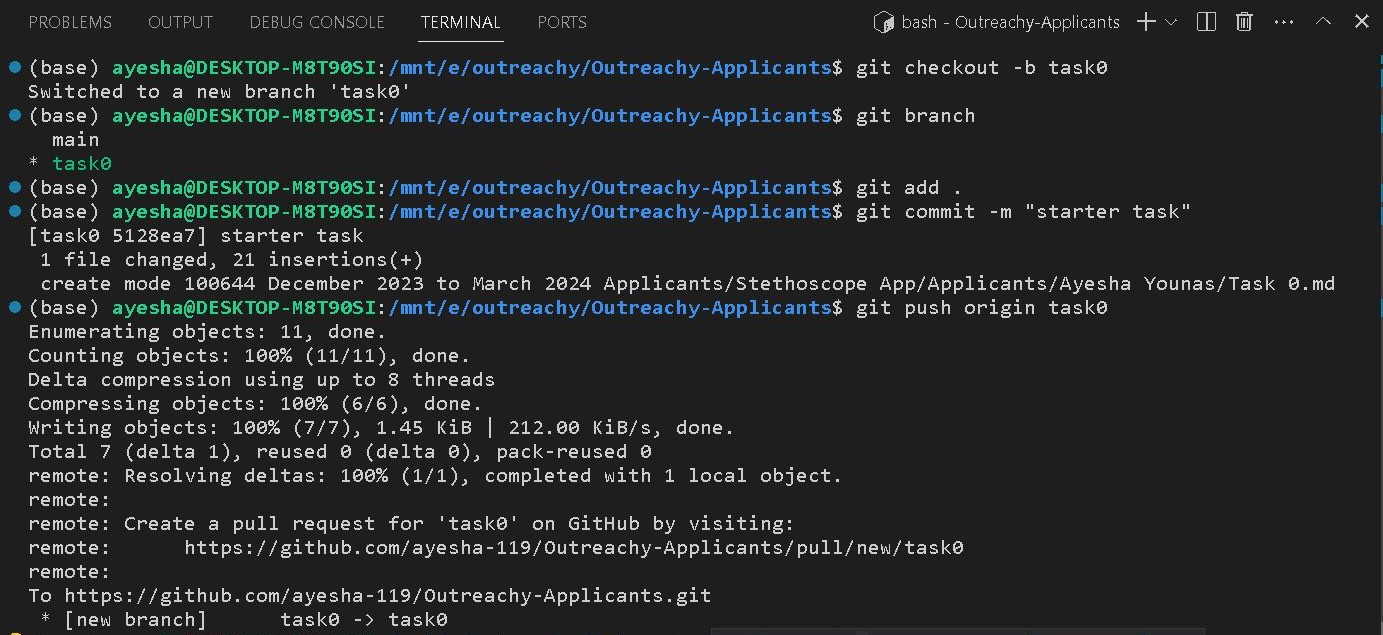 PROBLEMS OUTPUT DEBUG CONSOLE TERMINAL PORTS bash - Outreachy-Applicants
(base) ayesha@DESKTOP-M8T90SI:/mnt/e/outreachy/Outreachy-Applicants$ git checkout -b task0
Switched to a new branch 'task0'
(base) ayesha@DESKTOP-M8T90SI:/mnt/e/outreachy/Outreachy-Applicants$ git branch
  main
* task0
(base) ayesha@DESKTOP-M8T90SI:/mnt/e/outreachy/Outreachy-Applicants$ git add .
(base) ayesha@DESKTOP-M8T90SI:/mnt/e/outreachy/Outreachy-Applicants$ git commit -m "starter task"
[task0 5128ea7] starter task
 1 file changed, 21 insertions(+)
 create mode 100644 December 2023 to March 2024 Applicants/Stethoscope App/Applicants/Ayesha Younas/Task 0.md
(base) ayesha@DESKTOP-M8T90SI:/mnt/e/outreachy/Outreachy-Applicants$ git push origin task0
Enumerating objects: 11, done.
Counting objects: 100% (11/11), done.
Delta compression using up to 8 threads
Compressing objects: 100% (6/6), done.
Writing objects: 100% (7/7), 1.45 KiB | 212.00 KiB/s, done.
Total 7 (delta 1), reused 0 (delta 0), pack-reused 0
remote: Resolving deltas: 100% (1/1), completed with 1 local object.
remote:
remote: Create a pull request for 'task0' on GitHub by visiting:
remote:      https://github.com/ayesha-119/Outreachy-Applicants/pull/new/task0
remote:
To https://github.com/ayesha-119/Outreachy-Applicants.git
 * [new branch]      task0 -> task0